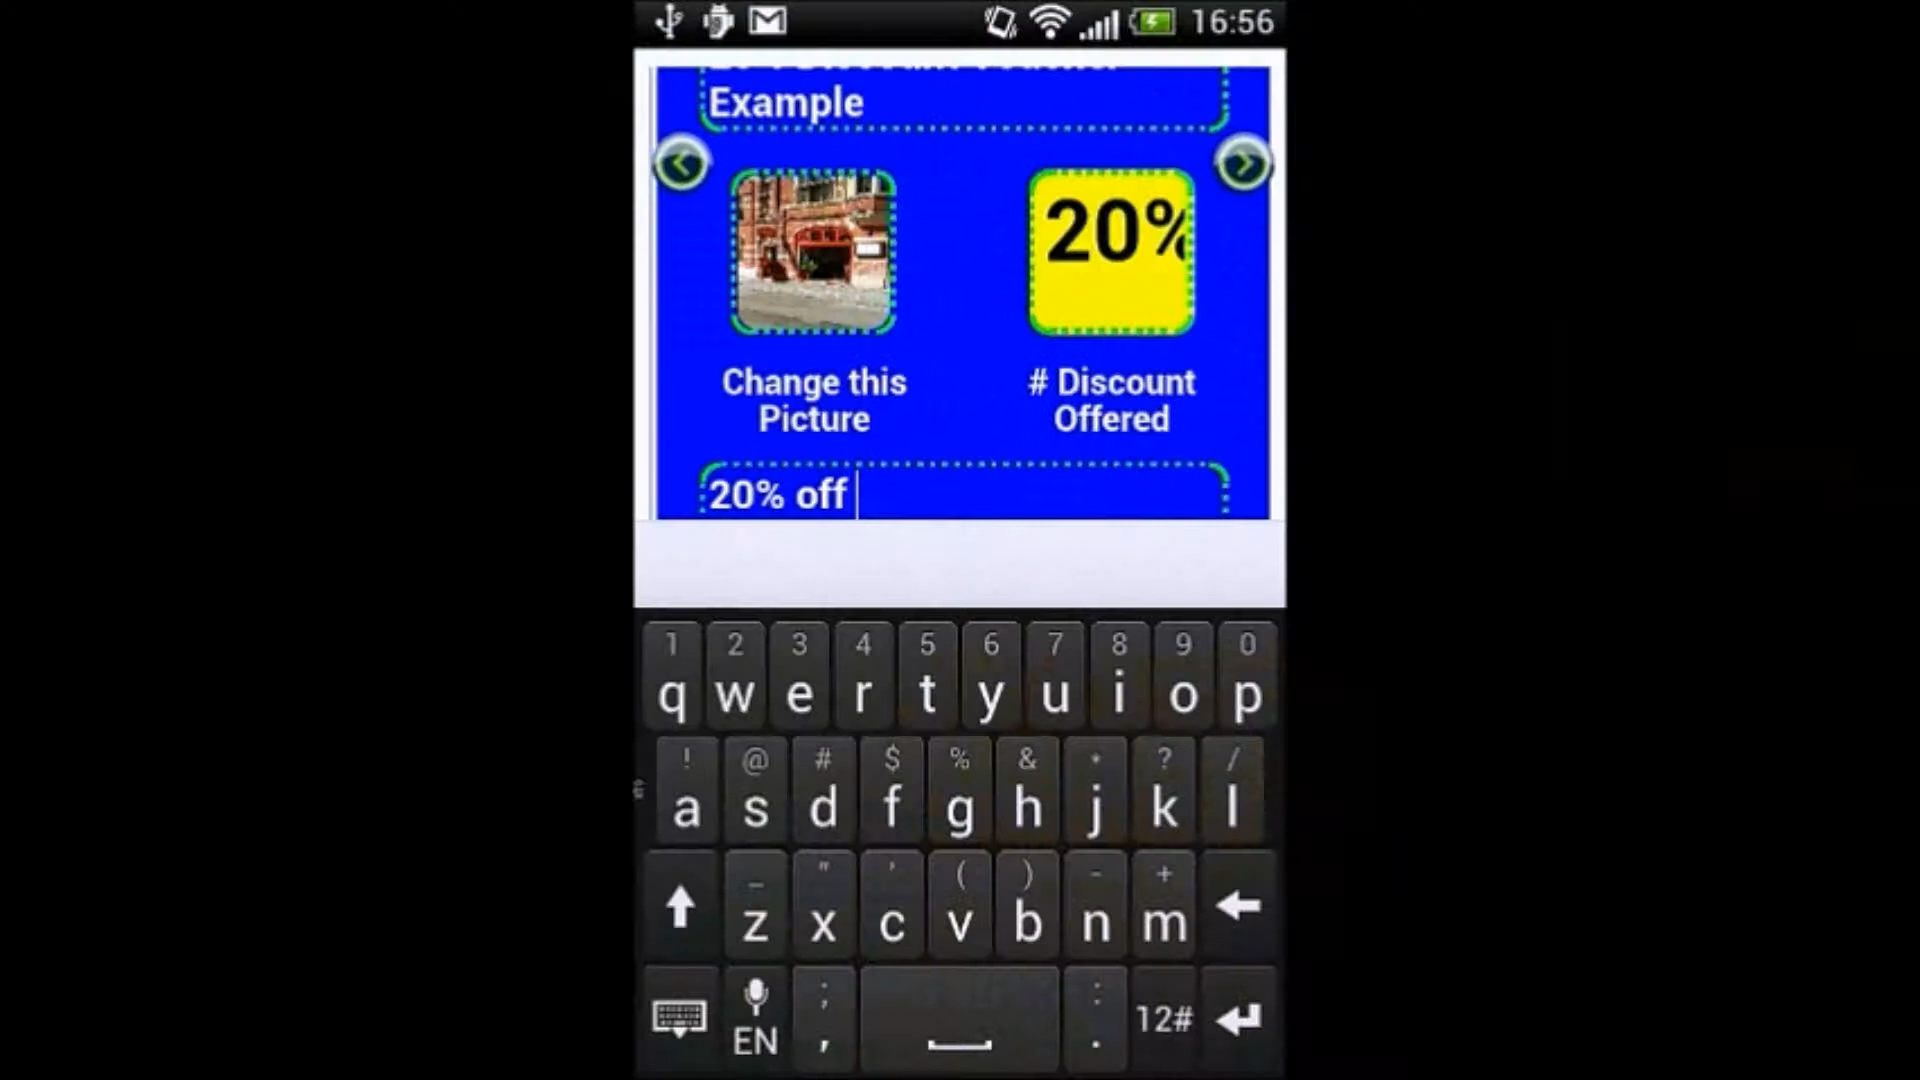 16:56
Example
20%
Change this
Picture
# Discount
Offered
20% off
1 2 3 4 5 6 7 8 9 0
q w e r t y u i o p
! @ # $ % & * ? /
a s d f g h j k l
_ " ' ( ) - +
z x c v b n m
; :
EN , . 12#